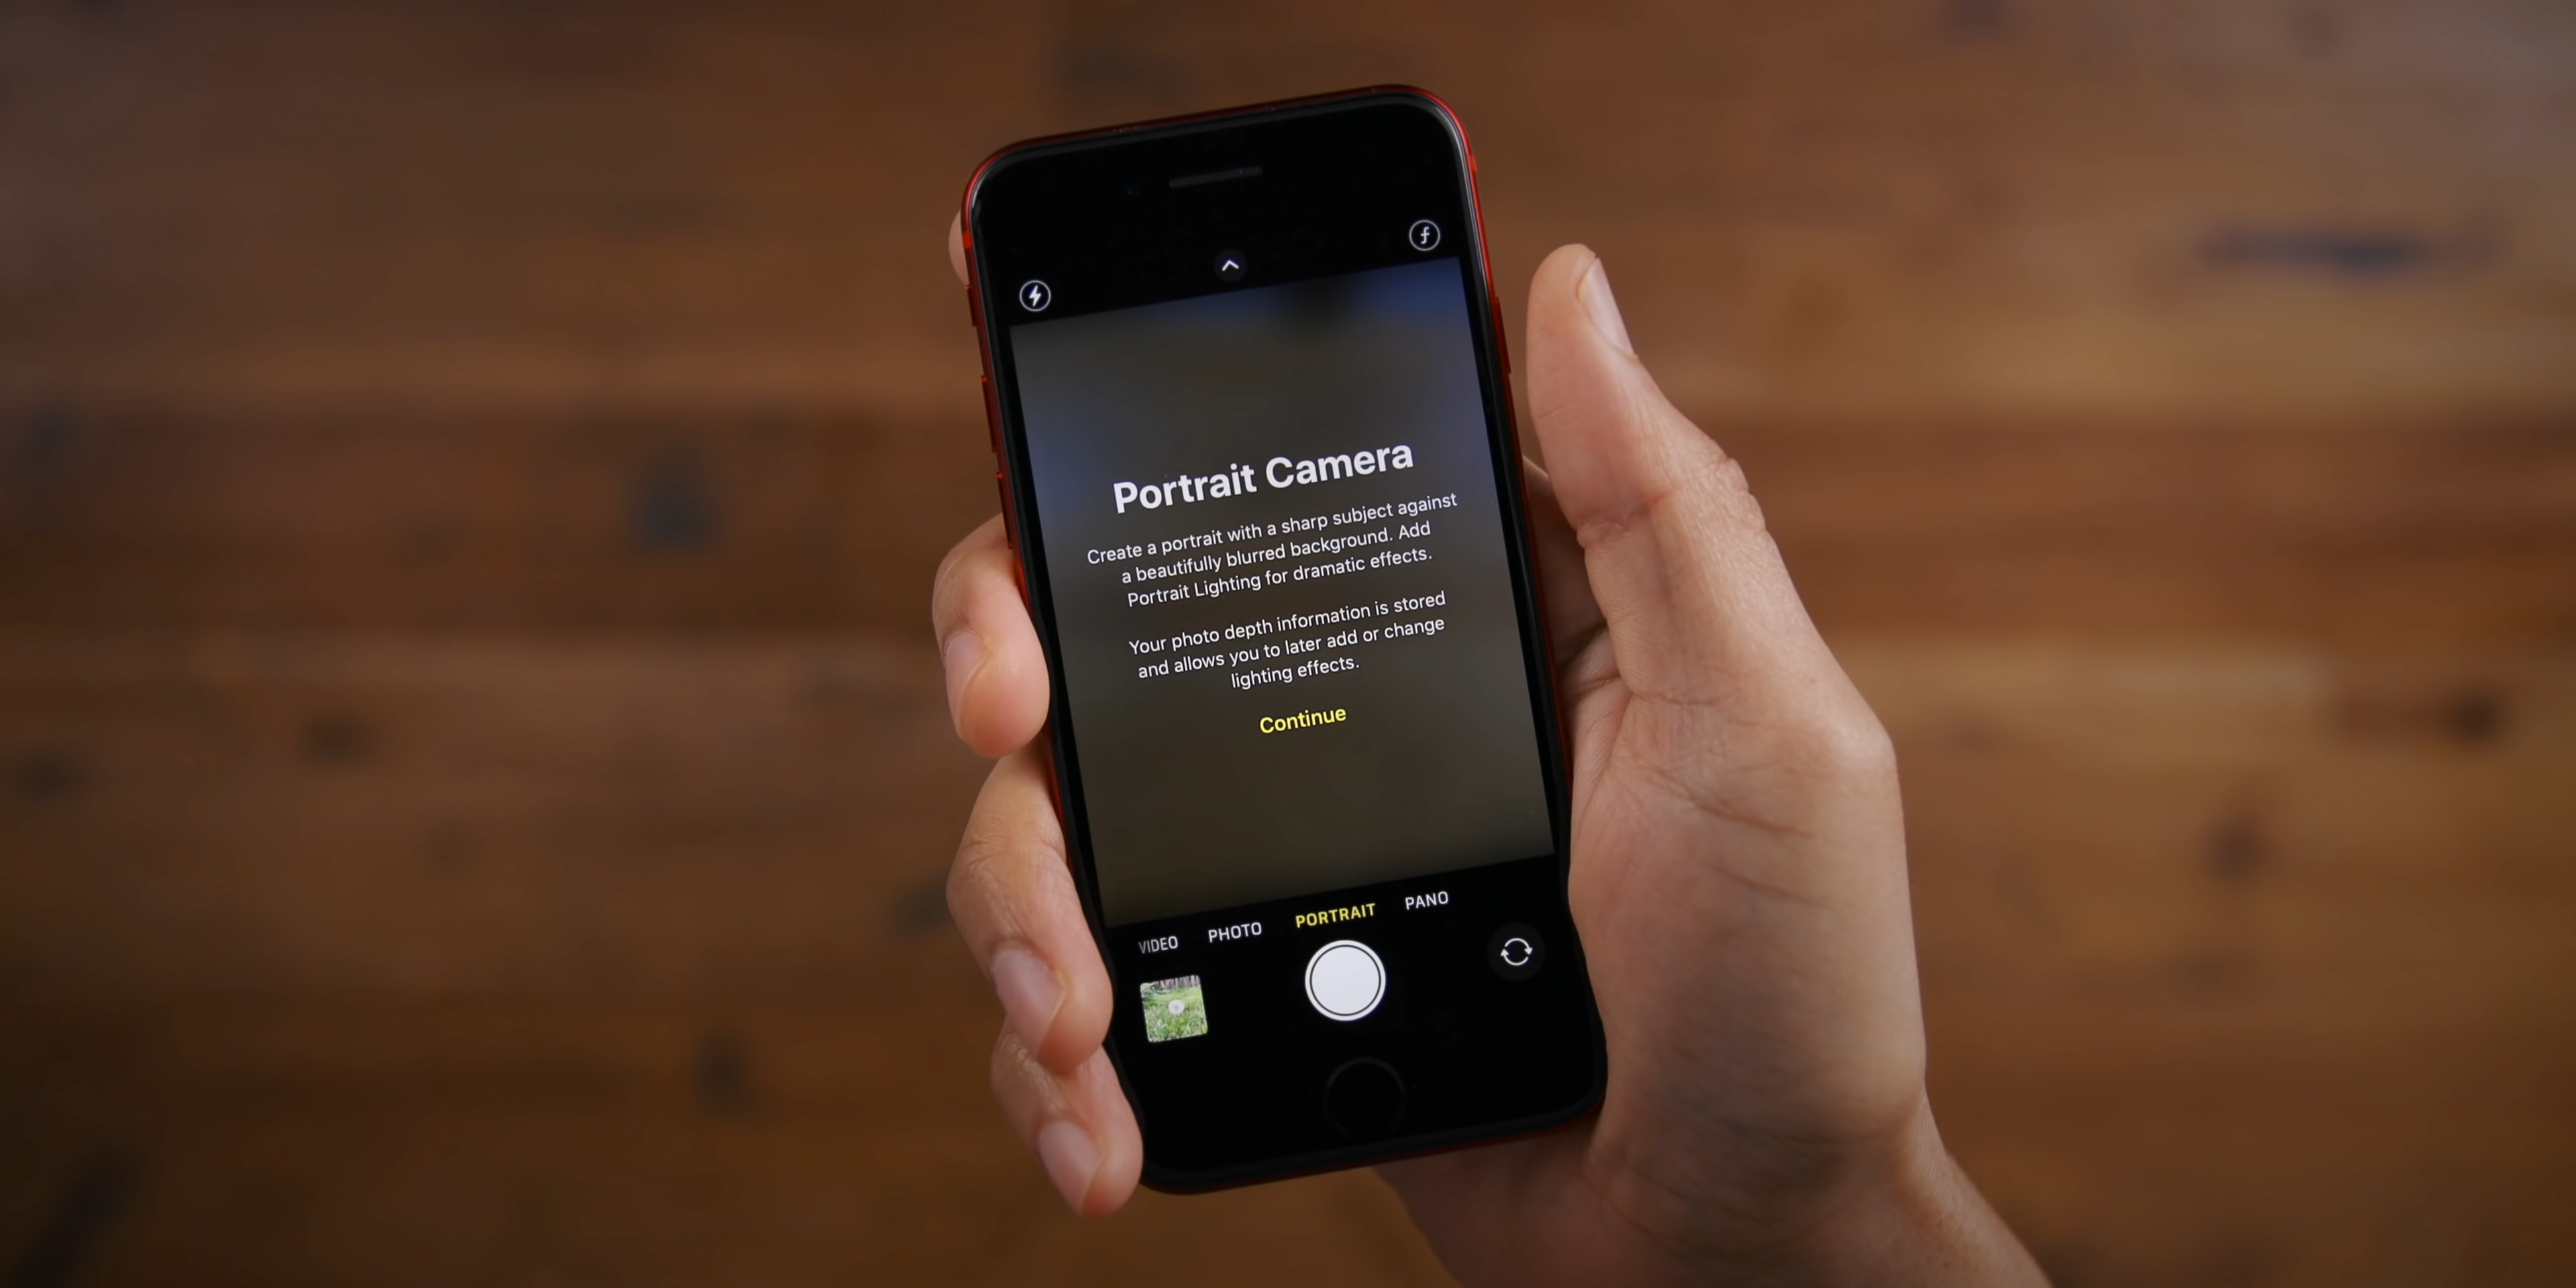 f
Portrait Camera
Create a portrait with a sharp subject against
a beautifully blurred background. Add
Portrait Lighting for dramatic effects.
Your photo depth information is stored
and allows you to later add or change
lighting effects.
Continue
VIDEO PHOTO PORTRAIT PANO